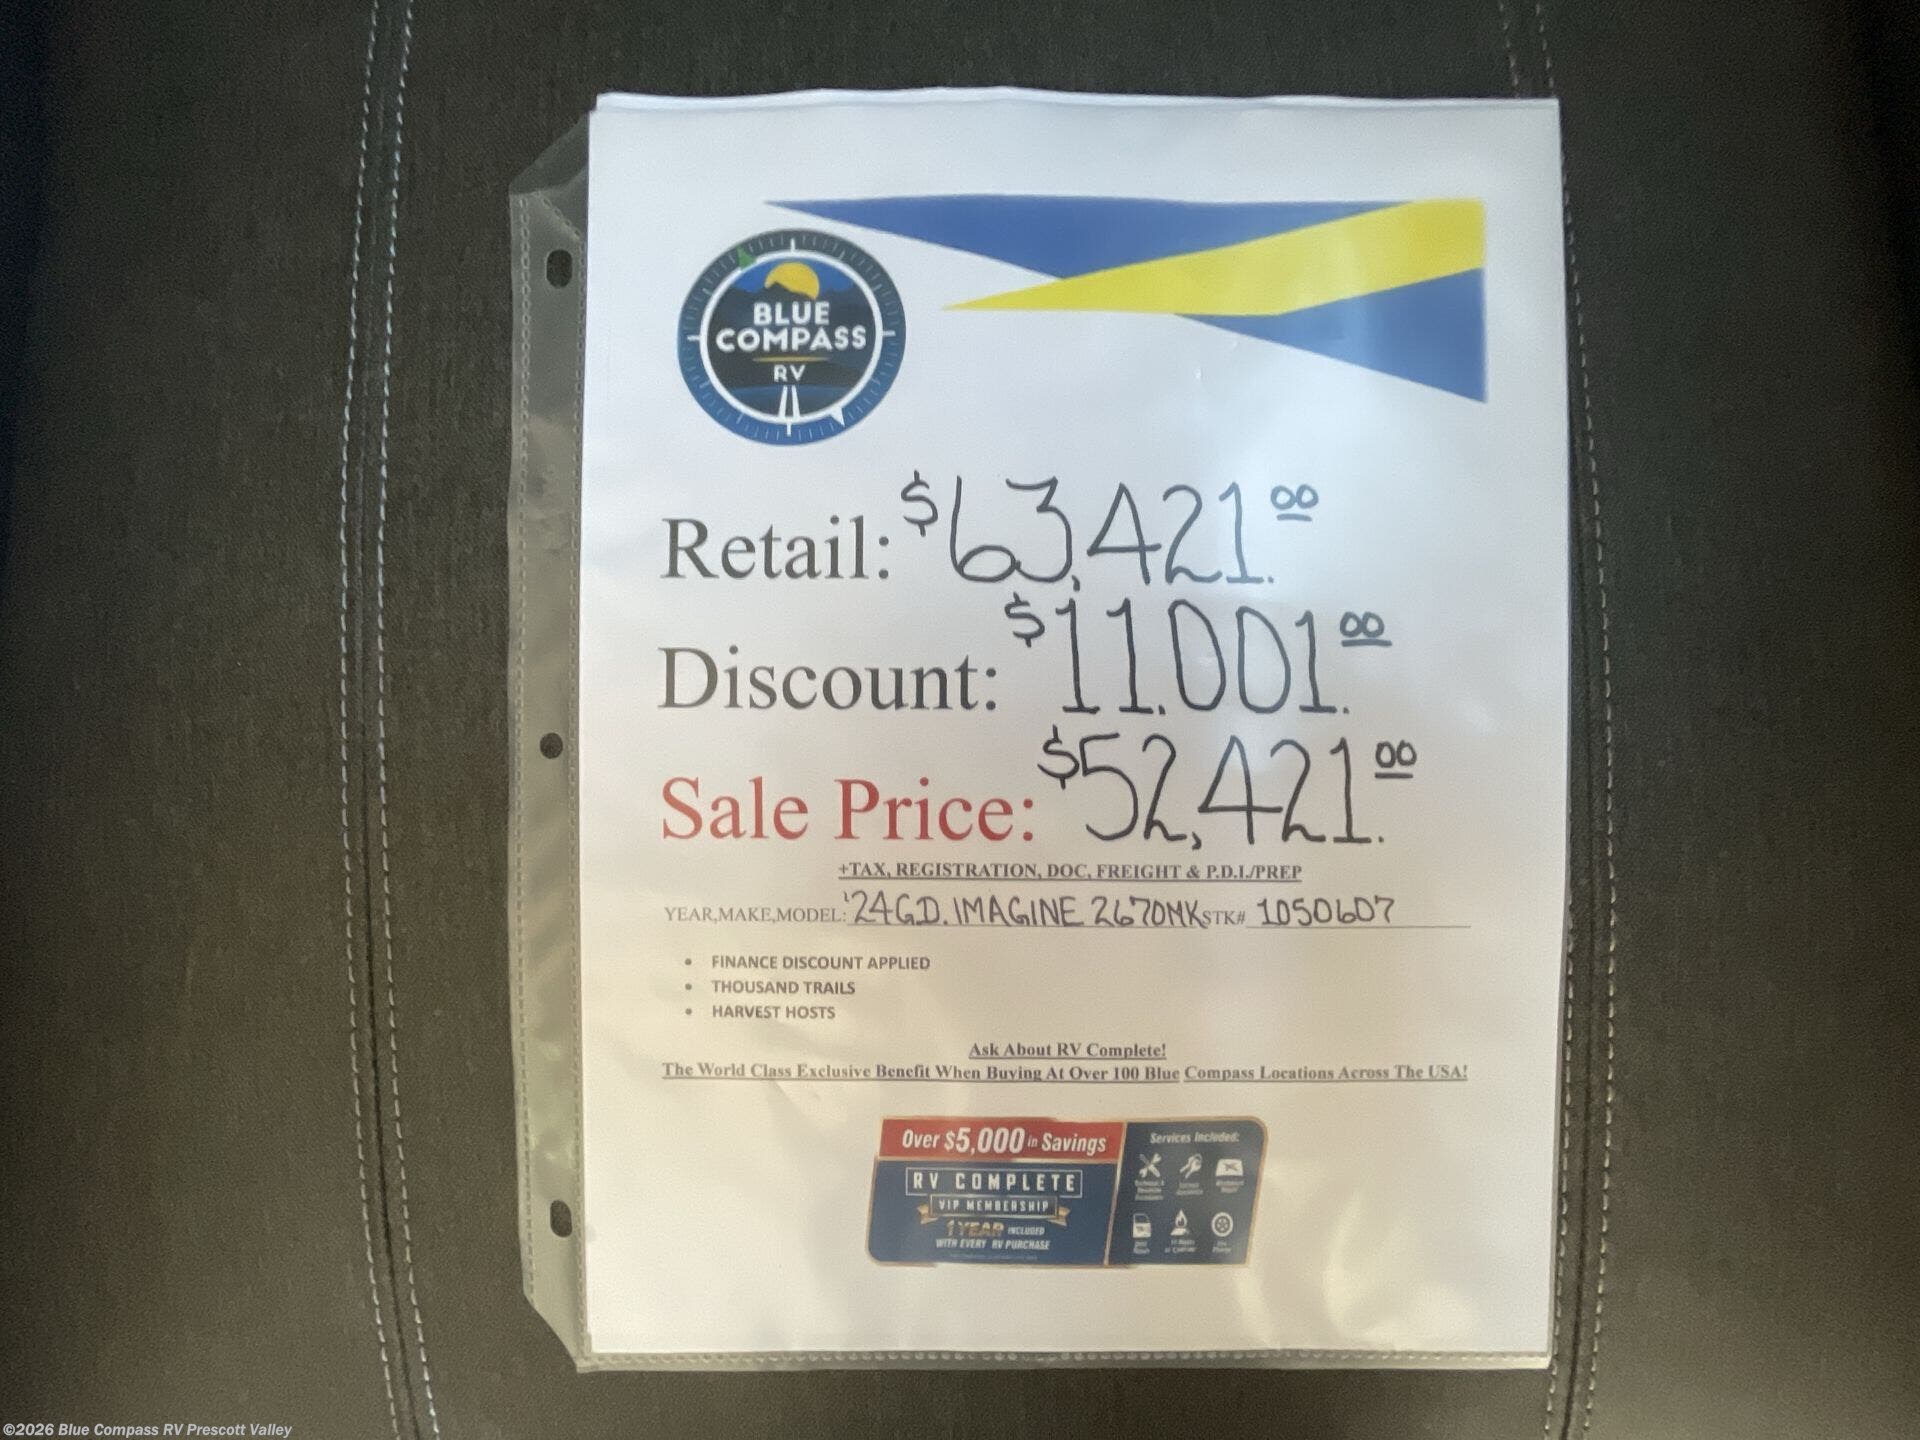 BLUE
COMPASS
RV
Retail: $63,421.00
Discount: $11,001.00
Sale Price: $52,421.00
+TAX, REGISTRATION, DOC, FREIGHT & P.D.I./PREP
YEAR,MAKE,MODEL: '24 G.D. IMAGINE 2670MK STK# 1050607
• FINANCE DISCOUNT APPLIED
• THOUSAND TRAILS
• HARVEST HOSTS
Ask About RV Complete!
The World Class Exclusive Benefit When Buying At Over 100 Blue Compass Locations Across The USA!
Over $5,000 in Savings
RV COMPLETE
VIP MEMBERSHIP
1 YEAR INCLUDED
WITH EVERY RV PURCHASE
Services Included:
©2026 Blue Compass RV Prescott Valley